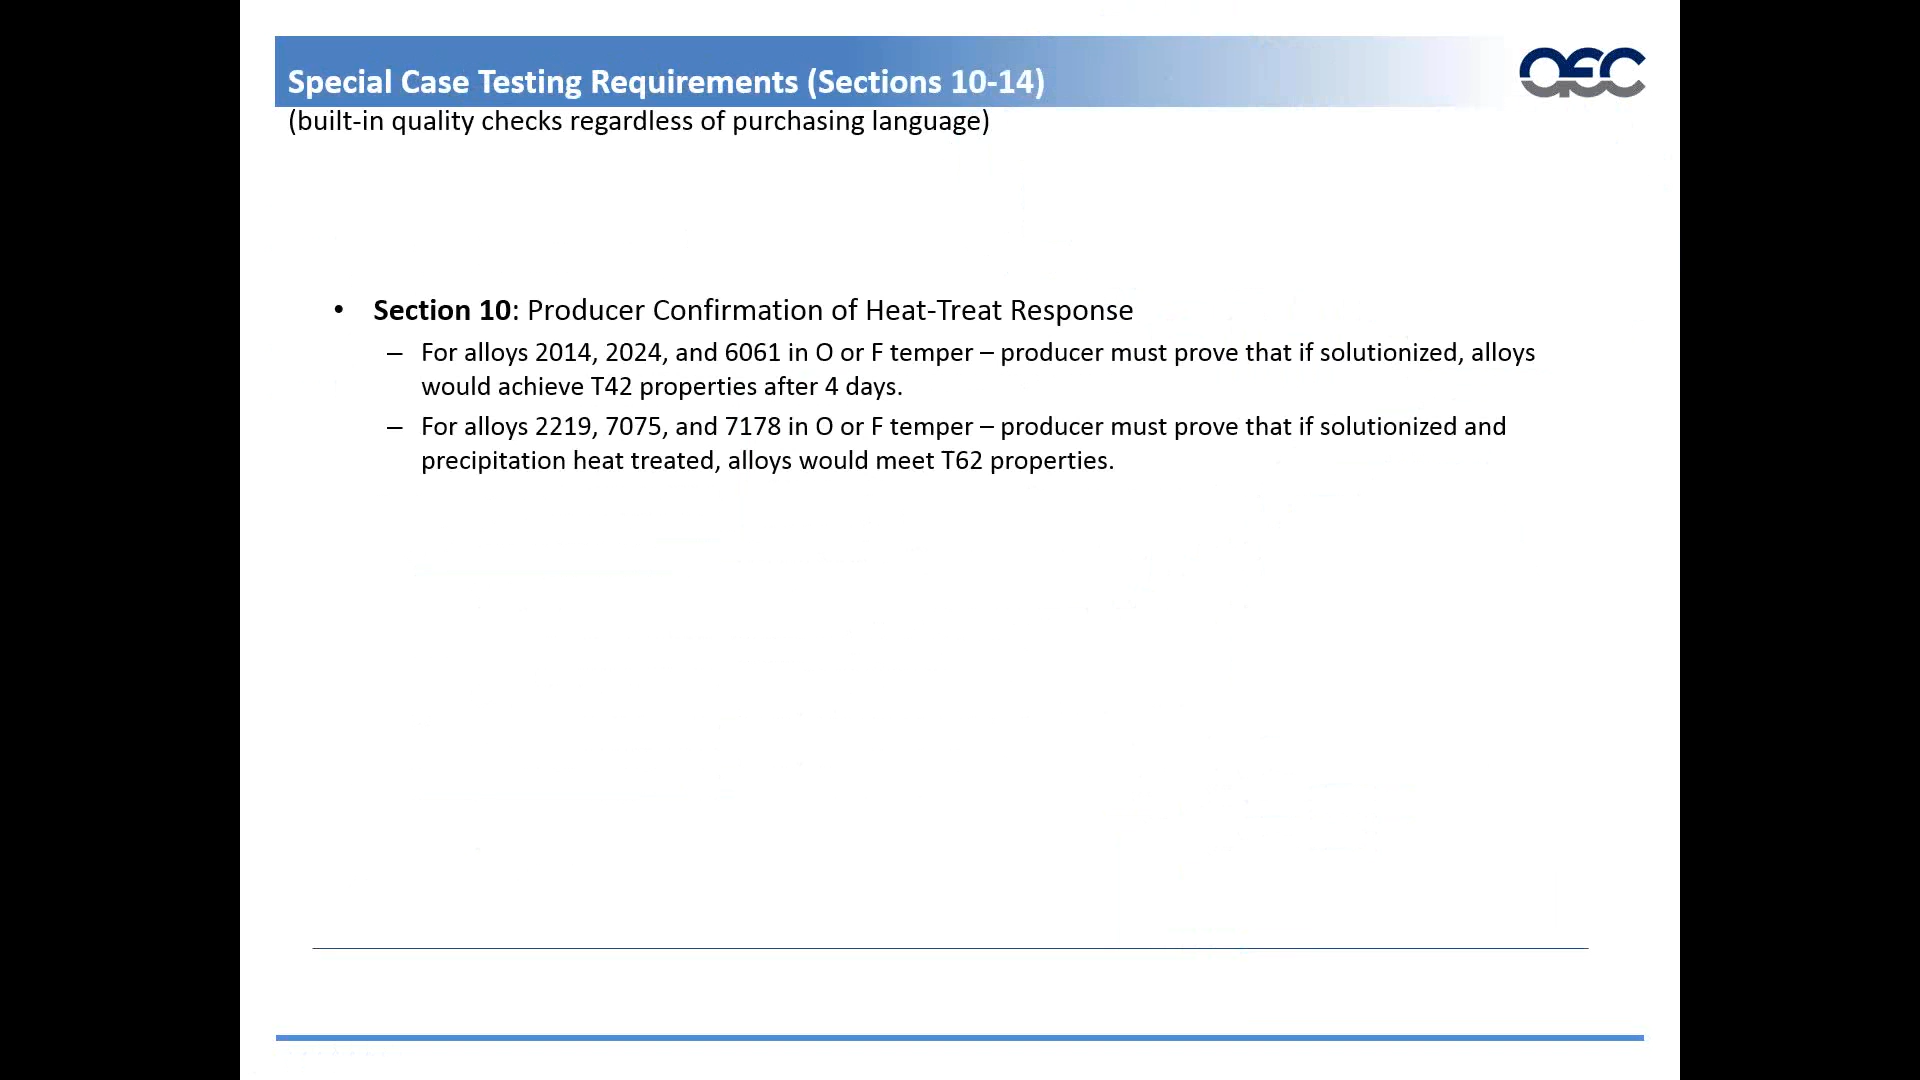 Special Case Testing Requirements (Sections 10-14)
(built-in quality checks regardless of purchasing language)
AEC
• Section 10: Producer Confirmation of Heat-Treat Response
– For alloys 2014, 2024, and 6061 in O or F temper – producer must prove that if solutionized, alloys
would achieve T42 properties after 4 days.
– For alloys 2219, 7075, and 7178 in O or F temper – producer must prove that if solutionized and
precipitation heat treated, alloys would meet T62 properties.